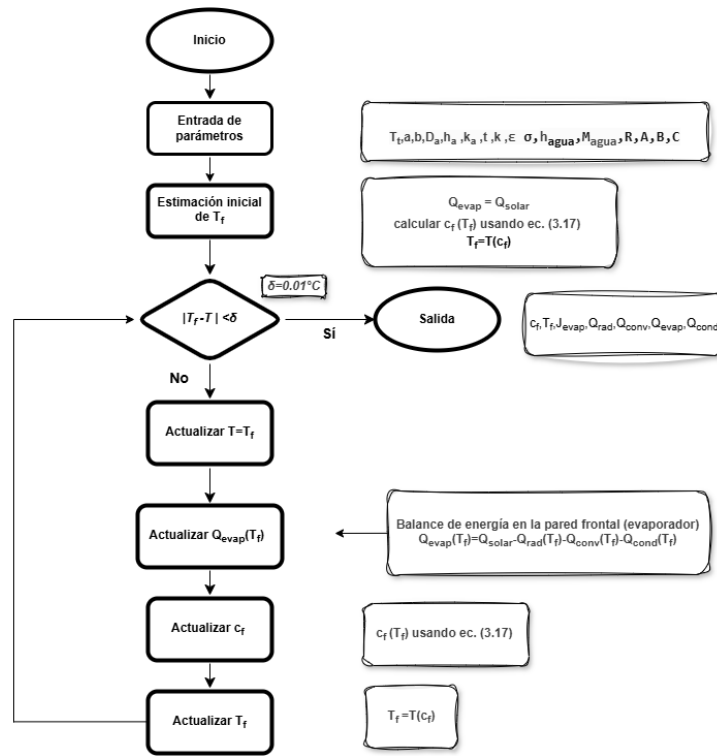 Inicio
Entrada de
parámetros
T_t,a,b,D_a,h_a,k_a,t,k,ε σ,h_agua,M_agua,R,A,B,C
Estimación inicial
de T_f
Q_evap = Q_solar
calcular c_f (T_f) usando ec. (3.17)
T_f=T(c_f)
δ=0.01°C
|T_f-T| <δ
Sí
Salida
c_f,T_f,J_evap,Q_rad,Q_conv,Q_evap,Q_cond
No
Actualizar T=T_f
Actualizar Q_evap(T_f)
Balance de energía en la pared frontal (evaporador)
Q_evap(T_f)=Q_solar-Q_rad(T_f)-Q_conv(T_f)-Q_cond(T_f)
Actualizar c_f
c_f (T_f) usando ec. (3.17)
Actualizar T_f
T_f =T(c_f)